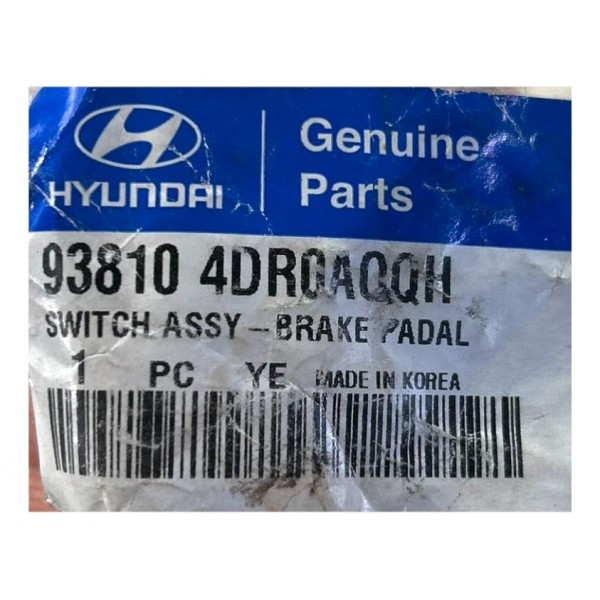 HYUNDAI
Genuine
Parts
93810 4DR0AQQH
SWITCH ASSY - BRAKE PADAL
1 PC YE MADE IN KOREA